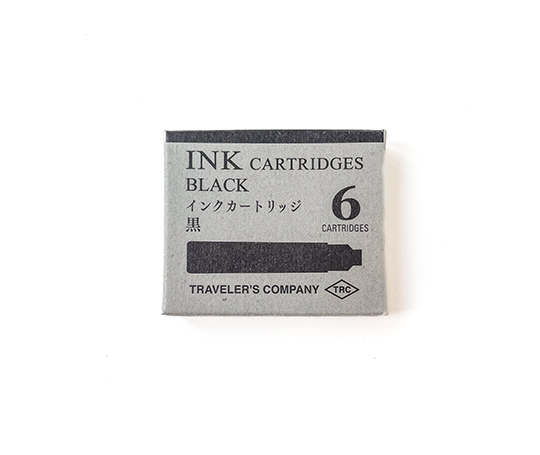 INK CARTRIDGES
BLACK
インクカートリッジ
黒
6
CARTRIDGES
TRAVELER'S COMPANY
TRC